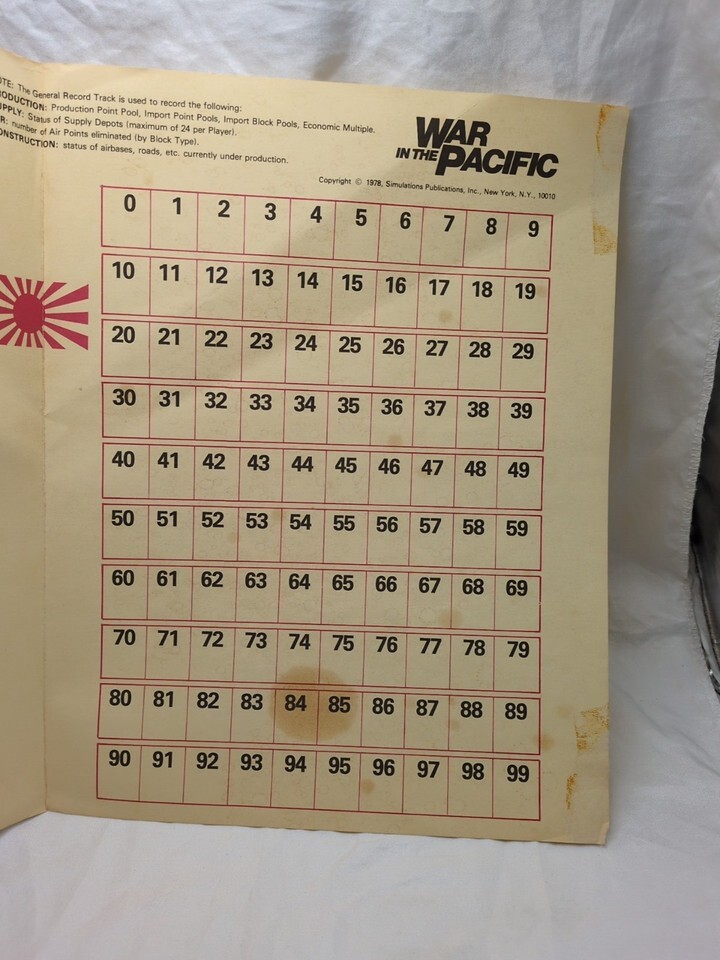 The General Record Track is used to record the following:
Production Point Pool, Import Point Pools, Import Block Pools, Economic Multiple.
Status of Supply Depots (maximum of 24 per Player).
number of Air Points eliminated (by Block Type).
status of airbases, roads, etc. currently under production.
WAR
IN THE PACIFIC
Copyright © 1978, Simulations Publications, Inc., New York, N.Y., 10010
0 1 2 3 4 5 6 7 8 9
10 11 12 13 14 15 16 17 18 19
20 21 22 23 24 25 26 27 28 29
30 31 32 33 34 35 36 37 38 39
40 41 42 43 44 45 46 47 48 49
50 51 52 53 54 55 56 57 58 59
60 61 62 63 64 65 66 67 68 69
70 71 72 73 74 75 76 77 78 79
80 81 82 83 84 85 86 87 88 89
90 91 92 93 94 95 96 97 98 99